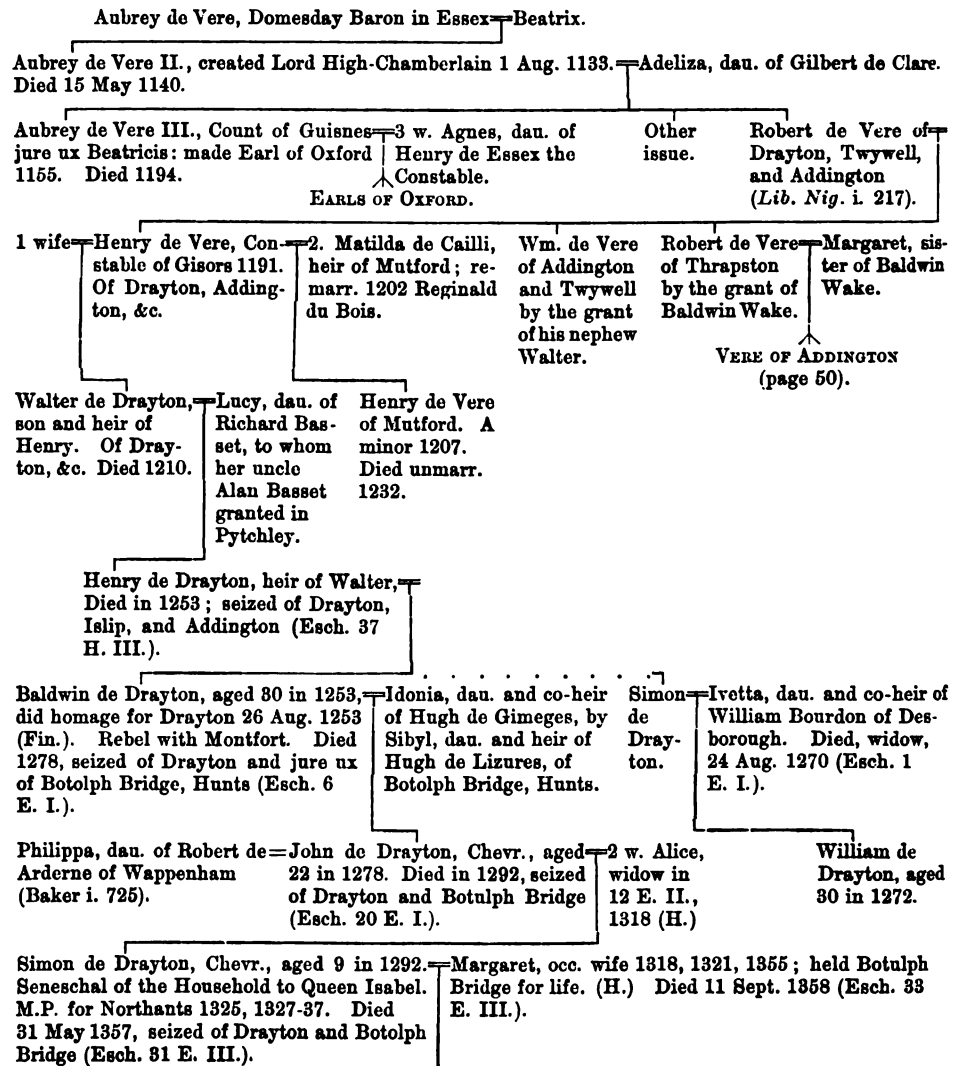 Aubrey de Vere, Domesday Baron in Essex=Beatrix.
Aubrey de Vere II., created Lord High-Chamberlain 1 Aug. 1133.=Adeliza, dau. of Gilbert de Clare.
Died 15 May 1140.
Aubrey de Vere III., Count of Guisnes=3 w. Agnes, dau. of
jure ux Beatricis: made Earl of Oxford
Henry de Essex the
1155. Died 1194.
Constable.
EARLS OF OXFORD.
Other
issue.
Robert de Vere of=
Drayton, Twywell,
and Addington
(Lib. Nig. i. 217).
1 wife=Henry de Vere, Con-=2. Matilda de Cailli,
stable of Gisors 1191.
Of Drayton, Adding-
ton, &c.
heir of Mutford; re-
marr. 1202 Reginald
du Bois.
Wm. de Vere
of Addington
and Twywell
by the grant
of his nephew
Walter.
Robert de Vere=Margaret, sis-
of Thrapston
by the grant of
Baldwin Wake.
ter of Baldwin
Wake.
VERE OF ADDINGTON
(page 50).
Walter de Drayton,=
son and heir of
Henry. Of Dray-
ton, &c. Died 1210.
Lucy, dau. of
Richard Bas-
set, to whom
her uncle
Alan Basset
granted in
Pytchley.
Henry de Vere
of Mutford. A
minor 1207.
Died unmarr.
1232.
Henry de Drayton, heir of Walter,=
Died in 1253; seized of Drayton,
Islip, and Addington (Esch. 37
H. III.).
Baldwin de Drayton, aged 30 in 1253,=
did homage for Drayton 26 Aug. 1253
(Fin.). Rebel with Montfort. Died
1278, seized of Drayton and jure ux
of Botolph Bridge, Hunts (Esch. 6
E. I.).
Idonia, dau. and co-heir
of Hugh de Gimeges, by
Sibyl, dau. and heir of
Hugh de Lizures, of
Botolph Bridge, Hunts.
Simon=
de
Dray-
ton.
Ivetta, dau. and co-heir of
William Bourdon of Des-
borough. Died, widow,
24 Aug. 1270 (Esch. 1
E. I.).
Philippa, dau. of Robert de=
Arderne of Wappenham
(Baker i. 725).
John de Drayton, Chevr., aged=
22 in 1278. Died in 1292, seized
of Drayton and Botulph Bridge
(Esch. 20 E. I.).
2 w. Alice,
widow in
12 E. II.,
1318 (H.)
William de
Drayton, aged
30 in 1272.
Simon de Drayton, Chevr., aged 9 in 1292.=
Seneschal of the Household to Queen Isabel.
M.P. for Northants 1325, 1327-37. Died
31 May 1357, seized of Drayton and Botolph
Bridge (Esch. 31 E. III.).
Margaret, occ. wife 1318, 1321, 1355; held Botulph
Bridge for life. (H.) Died 11 Sept. 1358 (Esch. 33
E. III.).